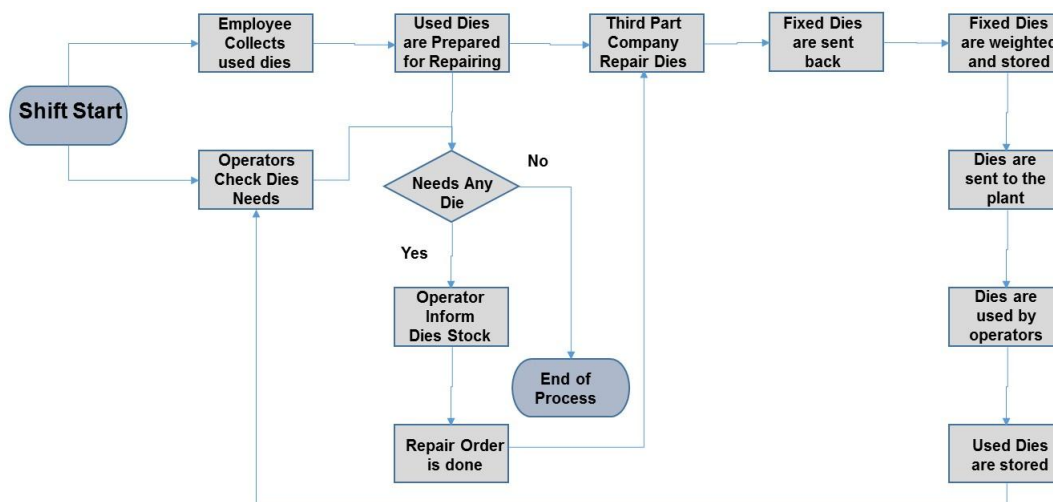 Employee
Collects
used dies
Used Dies
are Prepared
for Repairing
Third Part
Company
Repair Dies
Fixed Dies
are sent
back
Fixed Dies
are weighted
and stored
Shift Start
Operators
Check Dies
Needs
Needs Any
Die
No
Dies are
sent to the
plant
Yes
Operator
Inform
Dies Stock
Dies are
used by
operators
End of
Process
Repair Order
is done
Used Dies
are stored